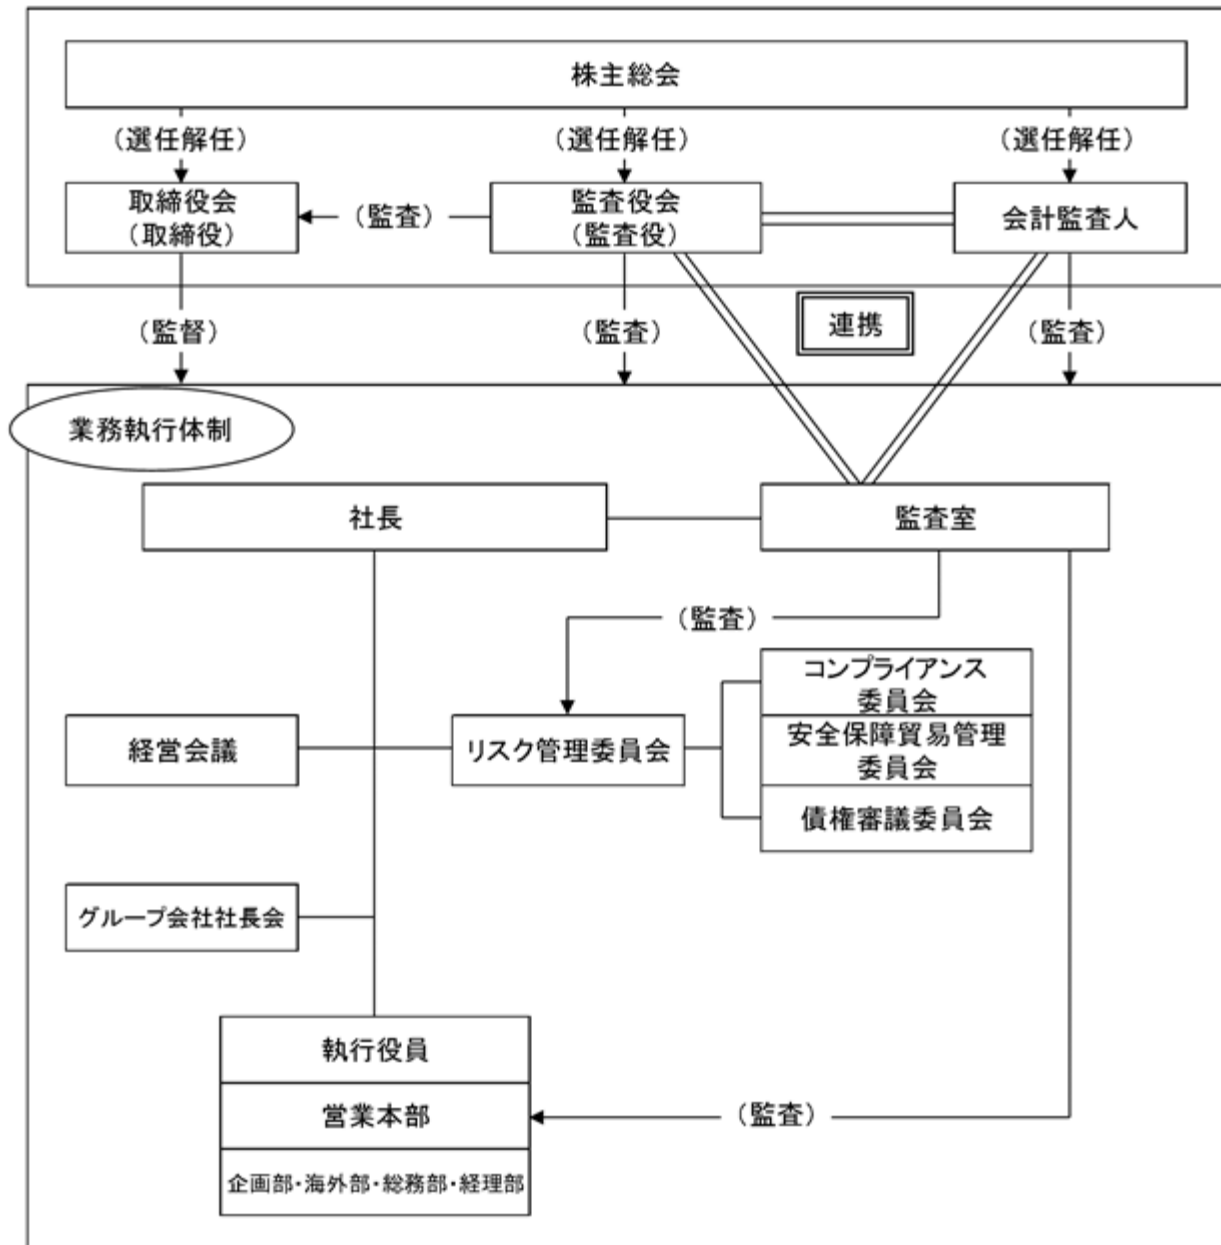 株主総会
（選任解任）
（選任解任）
（選任解任）
取締役会
（取締役）
（監査）
監査役会
（監査役）
会計監査人
（監督）
（監査）
連携
（監査）
業務執行体制
社長
監査室
（監査）
コンプライアンス
委員会
経営会議
リスク管理委員会
安全保障貿易管理
委員会
債権審議委員会
グループ会社社長会
執行役員
営業本部
（監査）
企画部・海外部・総務部・経理部